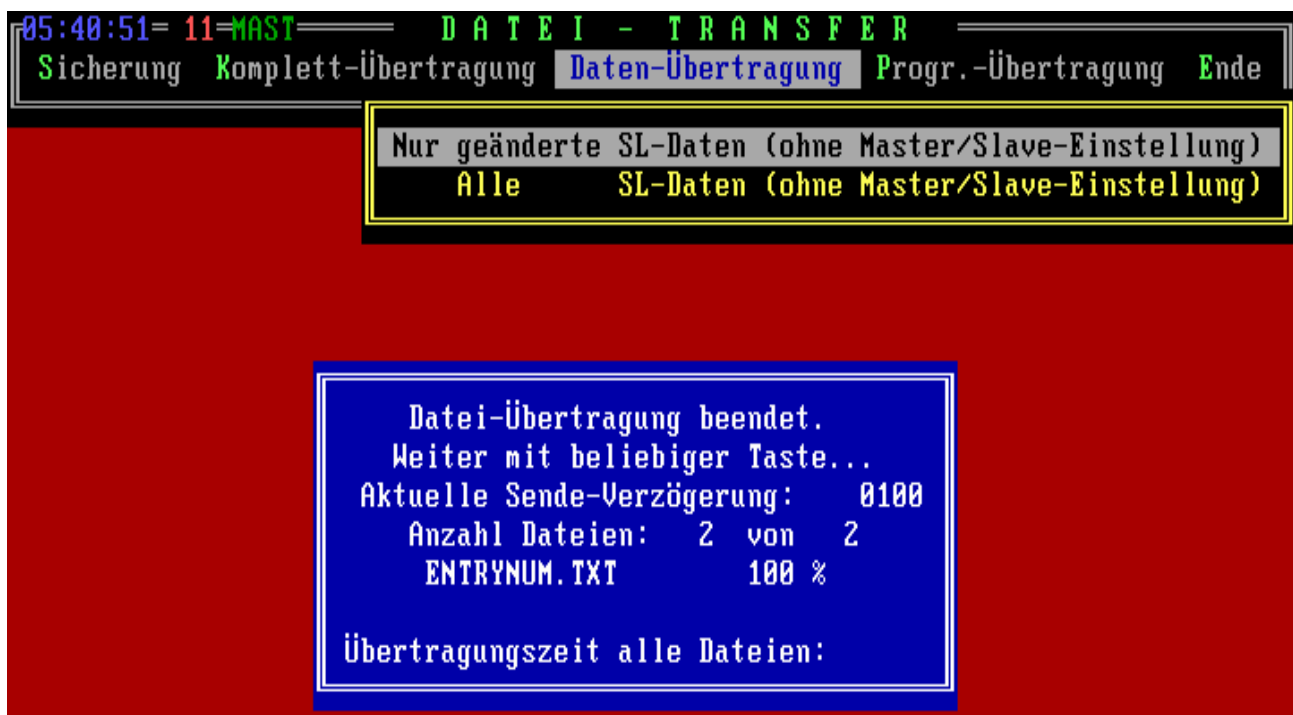 05:40:51= 11=MAST═══ D A T E I - T R A N S F E R
Sicherung Komplett-Übertragung Daten-Übertragung Progr.-Übertragung Ende
Nur geänderte SL-Daten (ohne Master/Slave-Einstellung)
Alle SL-Daten (ohne Master/Slave-Einstellung)
Datei-Übertragung beendet.
Weiter mit beliebiger Taste...
Aktuelle Sende-Verzögerung: 0100
Anzahl Dateien: 2 von 2
ENTRYNUM.TXT 100 %
Übertragungszeit alle Dateien: